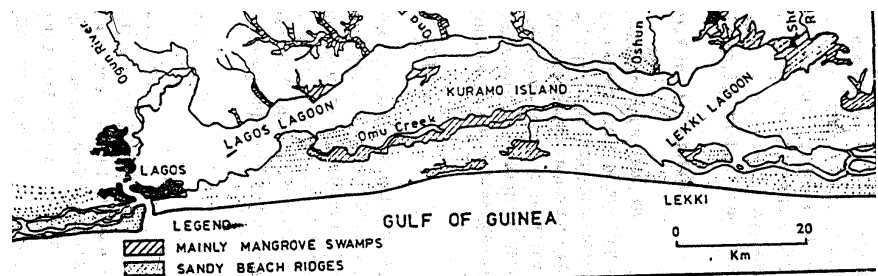 Ogun River
Ona
Oshun
LAGOS LAGOON
KURAMO ISLAND
Omu Creek
LEKKI LAGOON
LAGOS
LEKKI
LEGEND
GULF OF GUINEA
MAINLY MANGROVE SWAMPS
SANDY BEACH RIDGES
0 20
Km